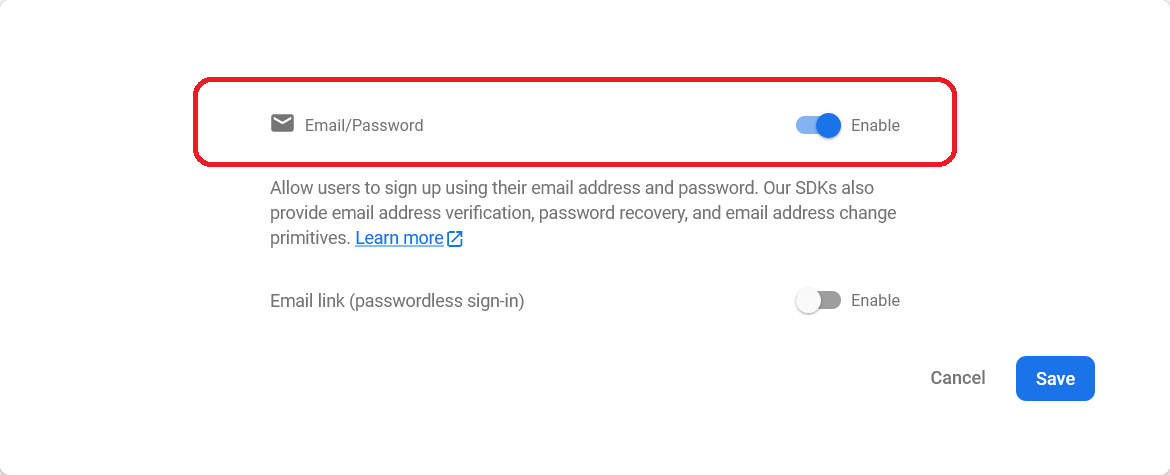 Email/Password Enable
Allow users to sign up using their email address and password. Our SDKs also
provide email address verification, password recovery, and email address change
primitives. Learn more
Email link (passwordless sign-in) Enable
Cancel Save